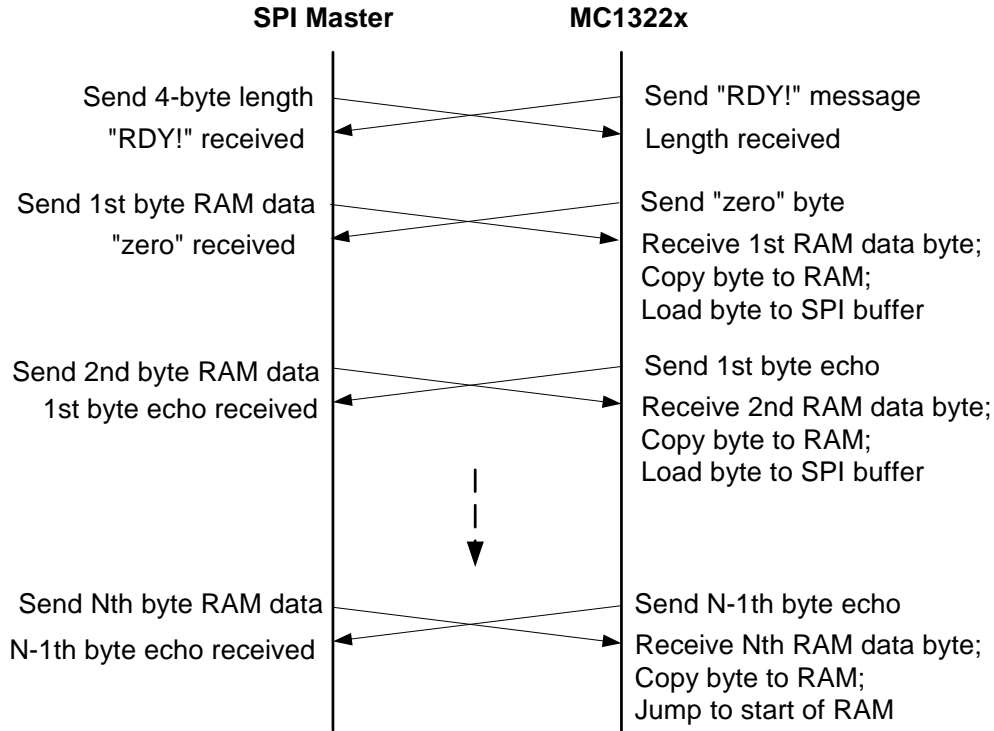 SPI Master
MC1322x
Send 4-byte length
"RDY!" received
Send "RDY!" message
Length received
Send 1st byte RAM data
"zero" received
Send "zero" byte
Receive 1st RAM data byte;
Copy byte to RAM;
Load byte to SPI buffer
Send 2nd byte RAM data
1st byte echo received
Send 1st byte echo
Receive 2nd RAM data byte;
Copy byte to RAM;
Load byte to SPI buffer
Send Nth byte RAM data
N-1th byte echo received
Send N-1th byte echo
Receive Nth RAM data byte;
Copy byte to RAM;
Jump to start of RAM